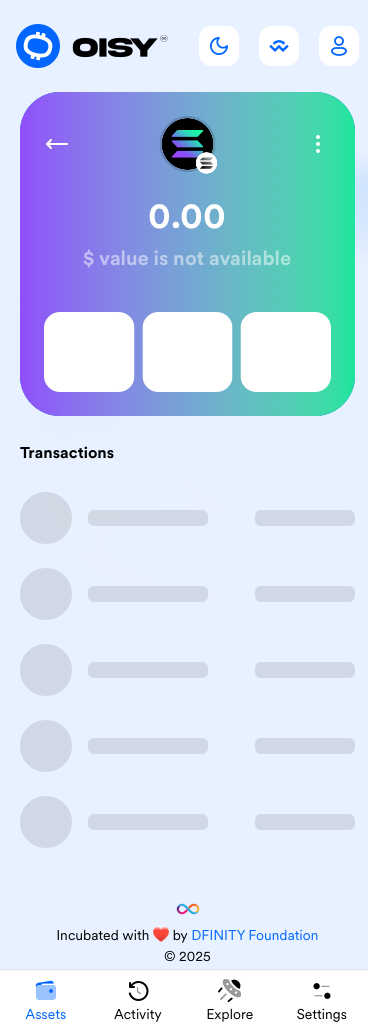 OISY
0.00
$ value is not available
Transactions
Incubated with ❤️ by DFINITY Foundation
© 2025
Assets
Activity
Explore
Settings